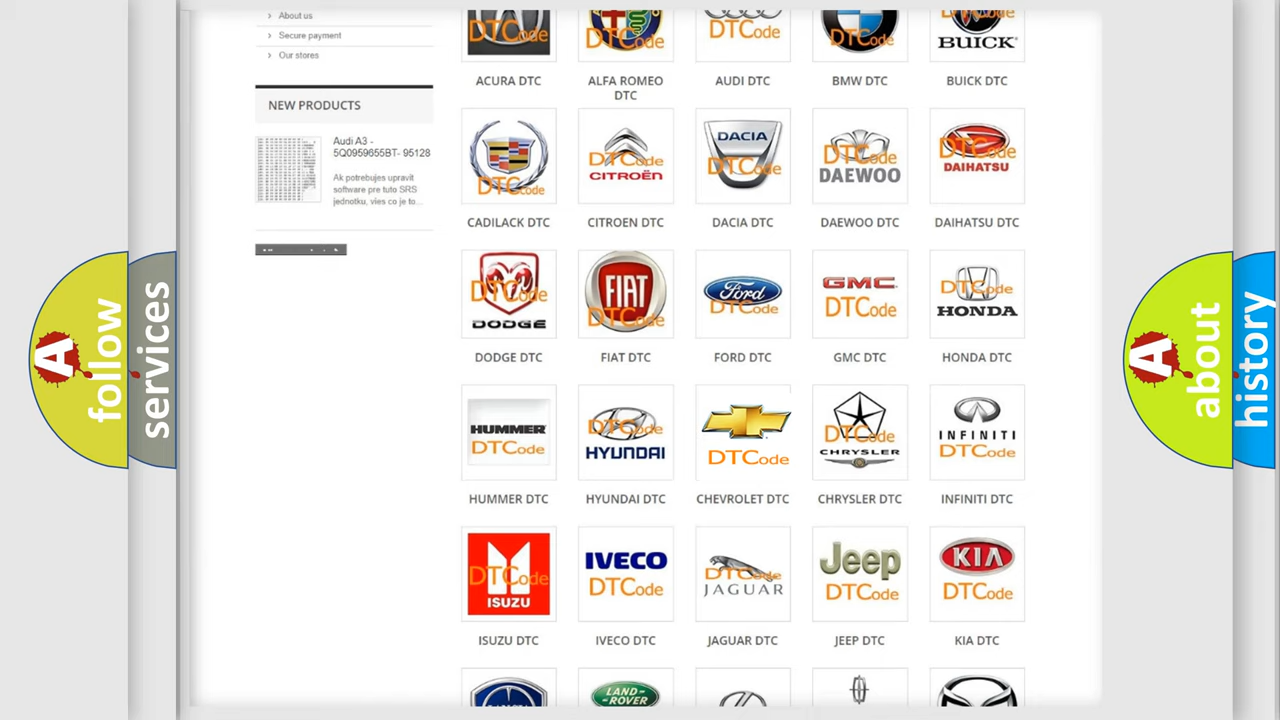 About us
Secure payment
Our stores
NEW PRODUCTS
Audi A3 -
5Q0959655BT- 95128
Ak potrebujes upravit
software pre tuto SRS
jednotku, vies co je to...
DTCode
DTCode
DTCode
DTCode
BUICK
ACURA DTC
ALFA ROMEO
DTC
AUDI DTC
BMW DTC
BUICK DTC
DTCode
DTCode
CITROËN
DACIA
DTCode
DTCode
DAEWOO
DTCode
DAIHATSU
CADILACK DTC
CITROEN DTC
DACIA DTC
DAEWOO DTC
DAIHATSU DTC
DTCode
DODGE
FIAT
DTCode
Ford
DTCode
GMC
DTCode
DTCode
HONDA
DODGE DTC
FIAT DTC
FORD DTC
GMC DTC
HONDA DTC
HUMMER
DTCode
DTCode
HYUNDAI
DTCode
DTCode
CHRYSLER
INFINITI
DTCode
HUMMER DTC
HYUNDAI DTC
CHEVROLET DTC
CHRYSLER DTC
INFINITI DTC
DTCode
ISUZU
IVECO
DTCode
DTCode
JAGUAR
Jeep
DTCode
KIA
DTCode
ISUZU DTC
IVECO DTC
JAGUAR DTC
JEEP DTC
KIA DTC
LAND-
ROVER
A
follow
services
A
about
history